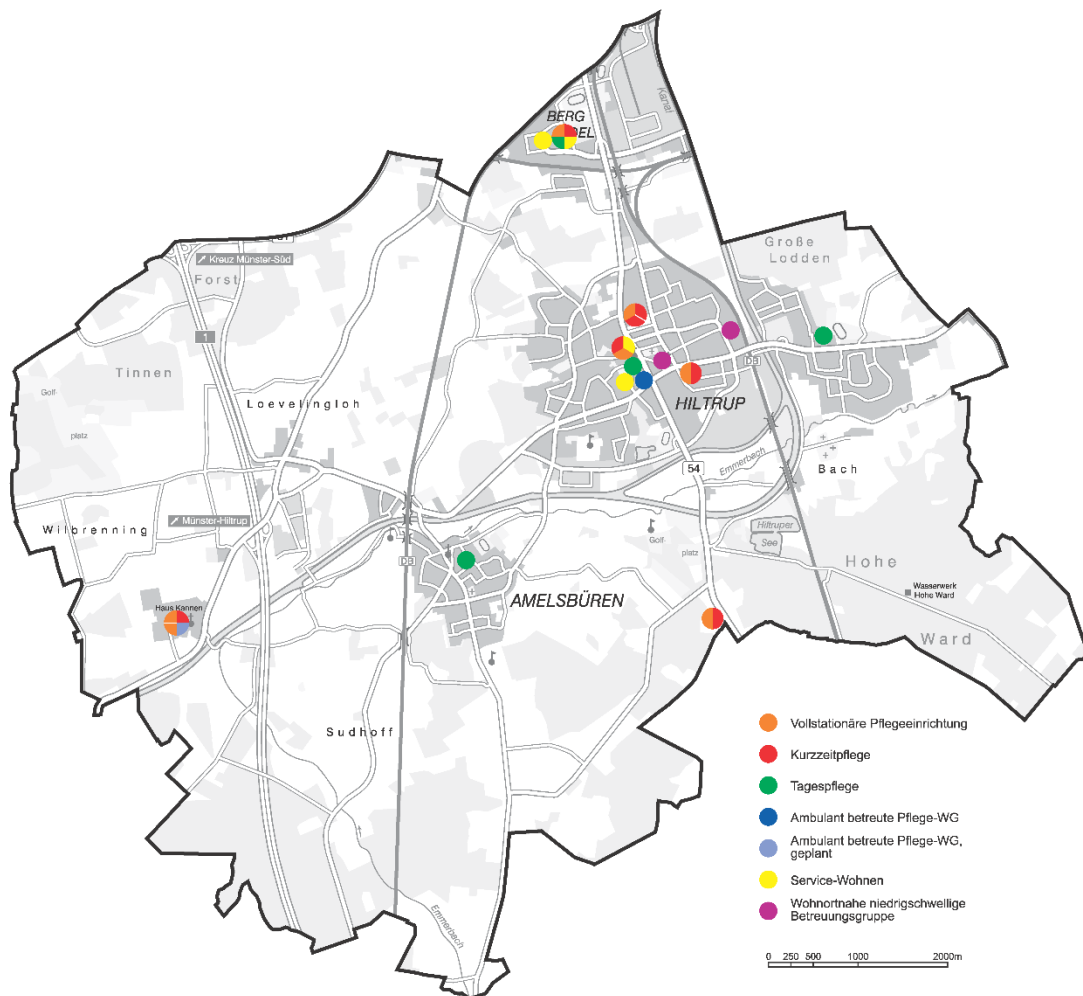 BERG
Kanal
Große
Lodden
Kreuz Münster-Süd
Forst
1
Tinnen
Golf-
platz
Loevelingloh
DB
HILTRUP
54
Emmerbach
Bach
Wilbrenning
Münster-Hiltrup
Hiltruper
See
Golf-
platz
DB
Hohe
Wasserwerk
Hohe Ward
Ward
AMELSBÜREN
Haus Kannen
Sudhoff
Emmerbach
Vollstationäre Pflegeeinrichtung
Kurzzeitpflege
Tagespflege
Ambulant betreute Pflege-WG
Ambulant betreute Pflege-WG,
geplant
Service-Wohnen
Wohnortnahe niedrigschwellige
Betreuungsgruppe
0 250 500 1000 2000m